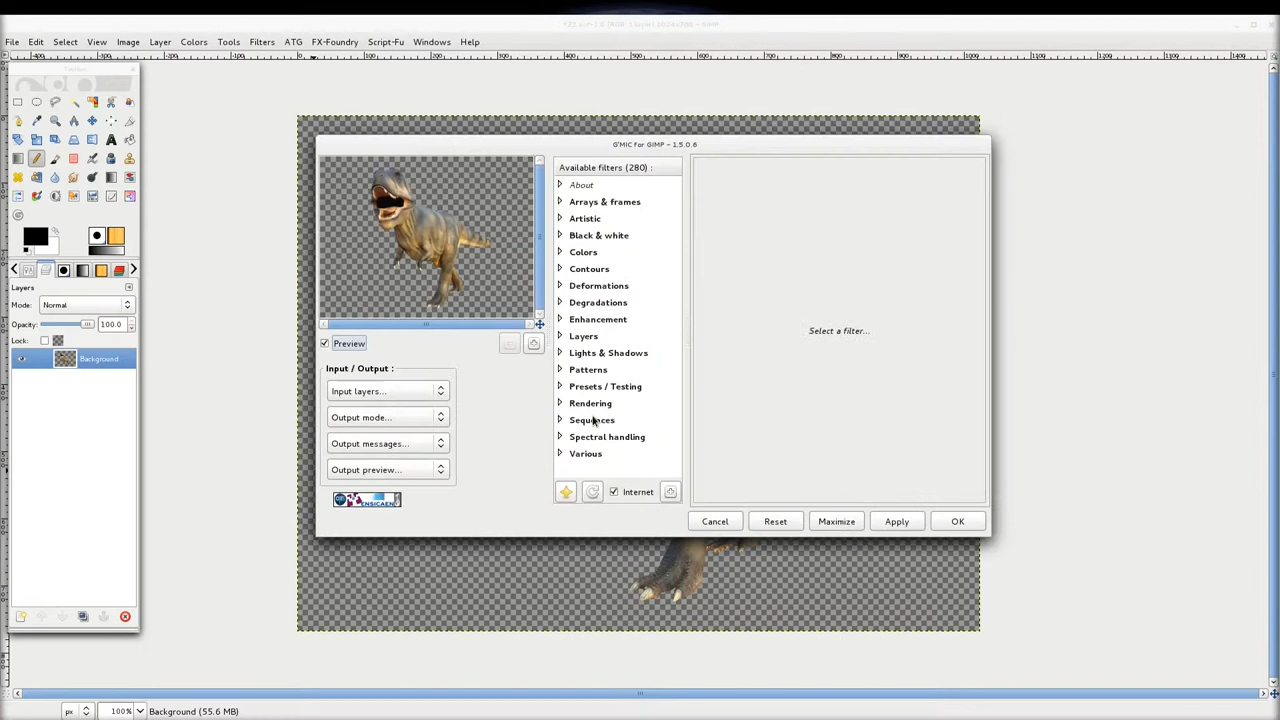 File Edit Select View Image Layer Colors Tools Filters ATG FX-Foundry Script-Fu Windows Help
G'MIC for GIMP - 1.5.0.6
Available filters (280) :
About
Arrays & frames
Artistic
Black & white
Colors
Contours
Deformations
Degradations
Enhancement
Layers
Lights & Shadows
Patterns
Presets / Testing
Rendering
Sequences
Spectral handling
Various
Internet
Select a filter...
Preview
Input / Output :
Input layers...
Output mode...
Output messages...
Output preview...
ENSICAEN
Cancel Reset Maximize Apply OK
Layers
Mode: Normal
Opacity: 100.0
Lock:
Background
px 100% Background (55.6 MB)